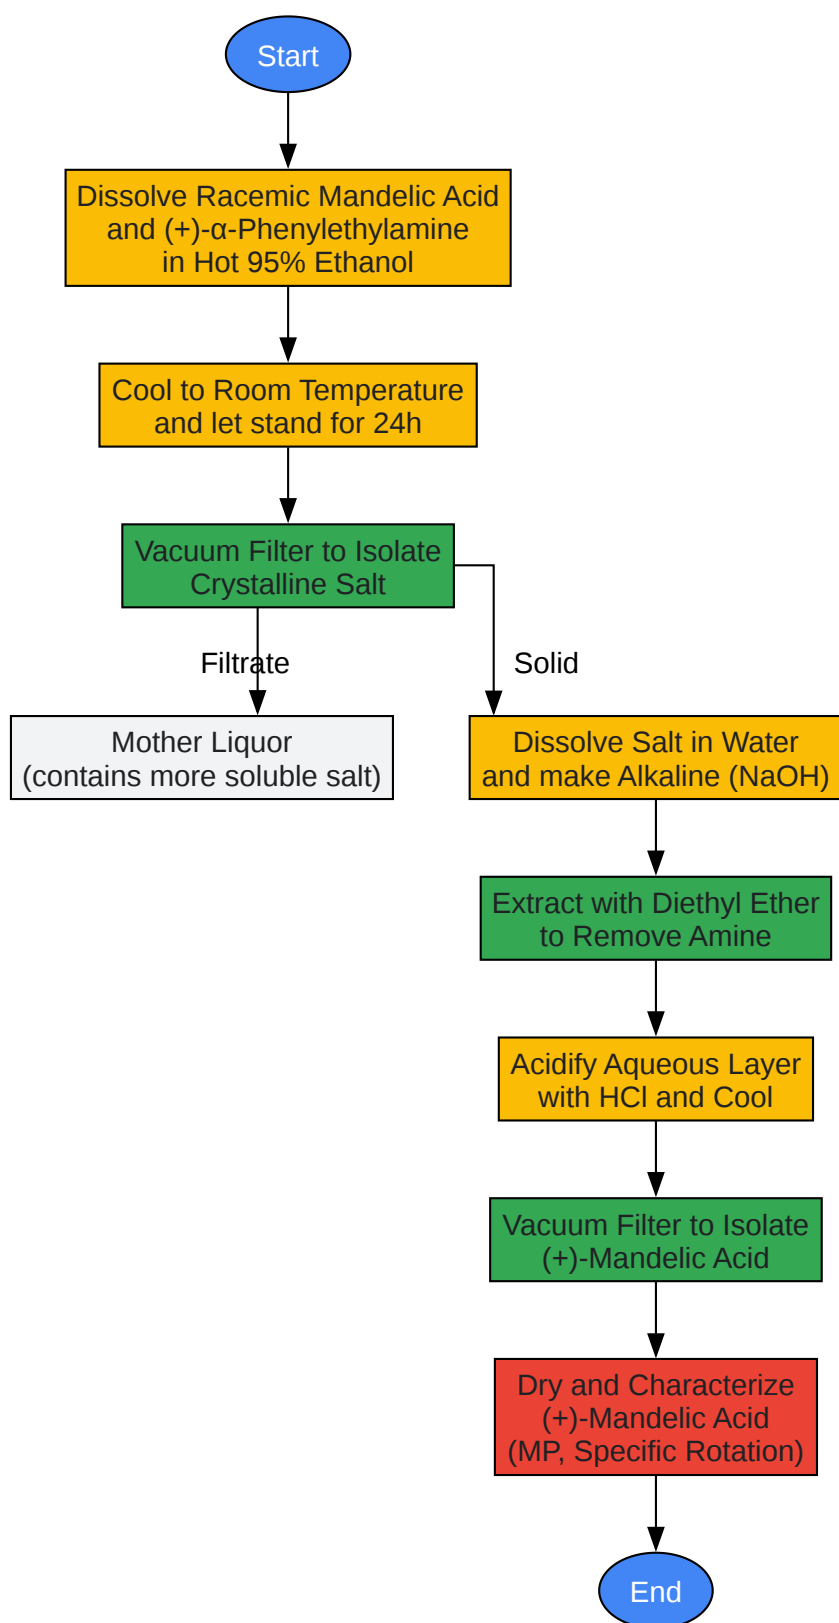 Start
Dissolve Racemic Mandelic Acid
and (+)-α-Phenylethylamine
in Hot 95% Ethanol
Cool to Room Temperature
and let stand for 24h
Vacuum Filter to Isolate
Crystalline Salt
Filtrate
Solid
Mother Liquor
(contains more soluble salt)
Dissolve Salt in Water
and make Alkaline (NaOH)
Extract with Diethyl Ether
to Remove Amine
Acidify Aqueous Layer
with HCl and Cool
Vacuum Filter to Isolate
(+)-Mandelic Acid
Dry and Characterize
(+)-Mandelic Acid
(MP, Specific Rotation)
End